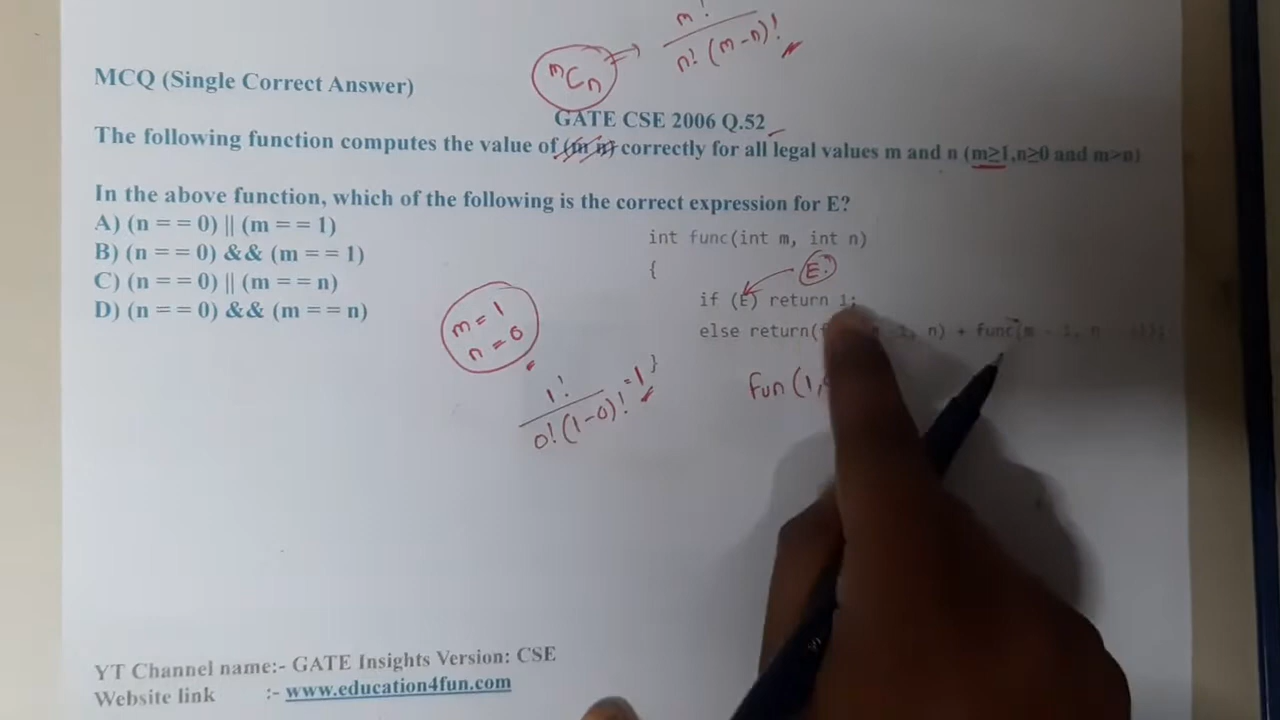 m!
n! (m-n)!
mCn
MCQ (Single Correct Answer)
GATE CSE 2006 Q.52
The following function computes the value of (m n) correctly for all legal values m and n (m≥1,n≥0 and m>n)
In the above function, which of the following is the correct expression for E?
A) (n = = 0) || (m = = 1)
B) (n = = 0) && (m = = 1)
C) (n = = 0) || (m = = n)
D) (n = = 0) && (m = = n)
int func(int m, int n)
{
E:
if (E) return 1;
else return( 1, n) + func(m - 1, n
}
m = 1
n = 0
1!
0! (1-0)! = 1
Fun (1,
YT Channel name:- GATE Insights Version: CSE
Website link :- www.education4fun.com